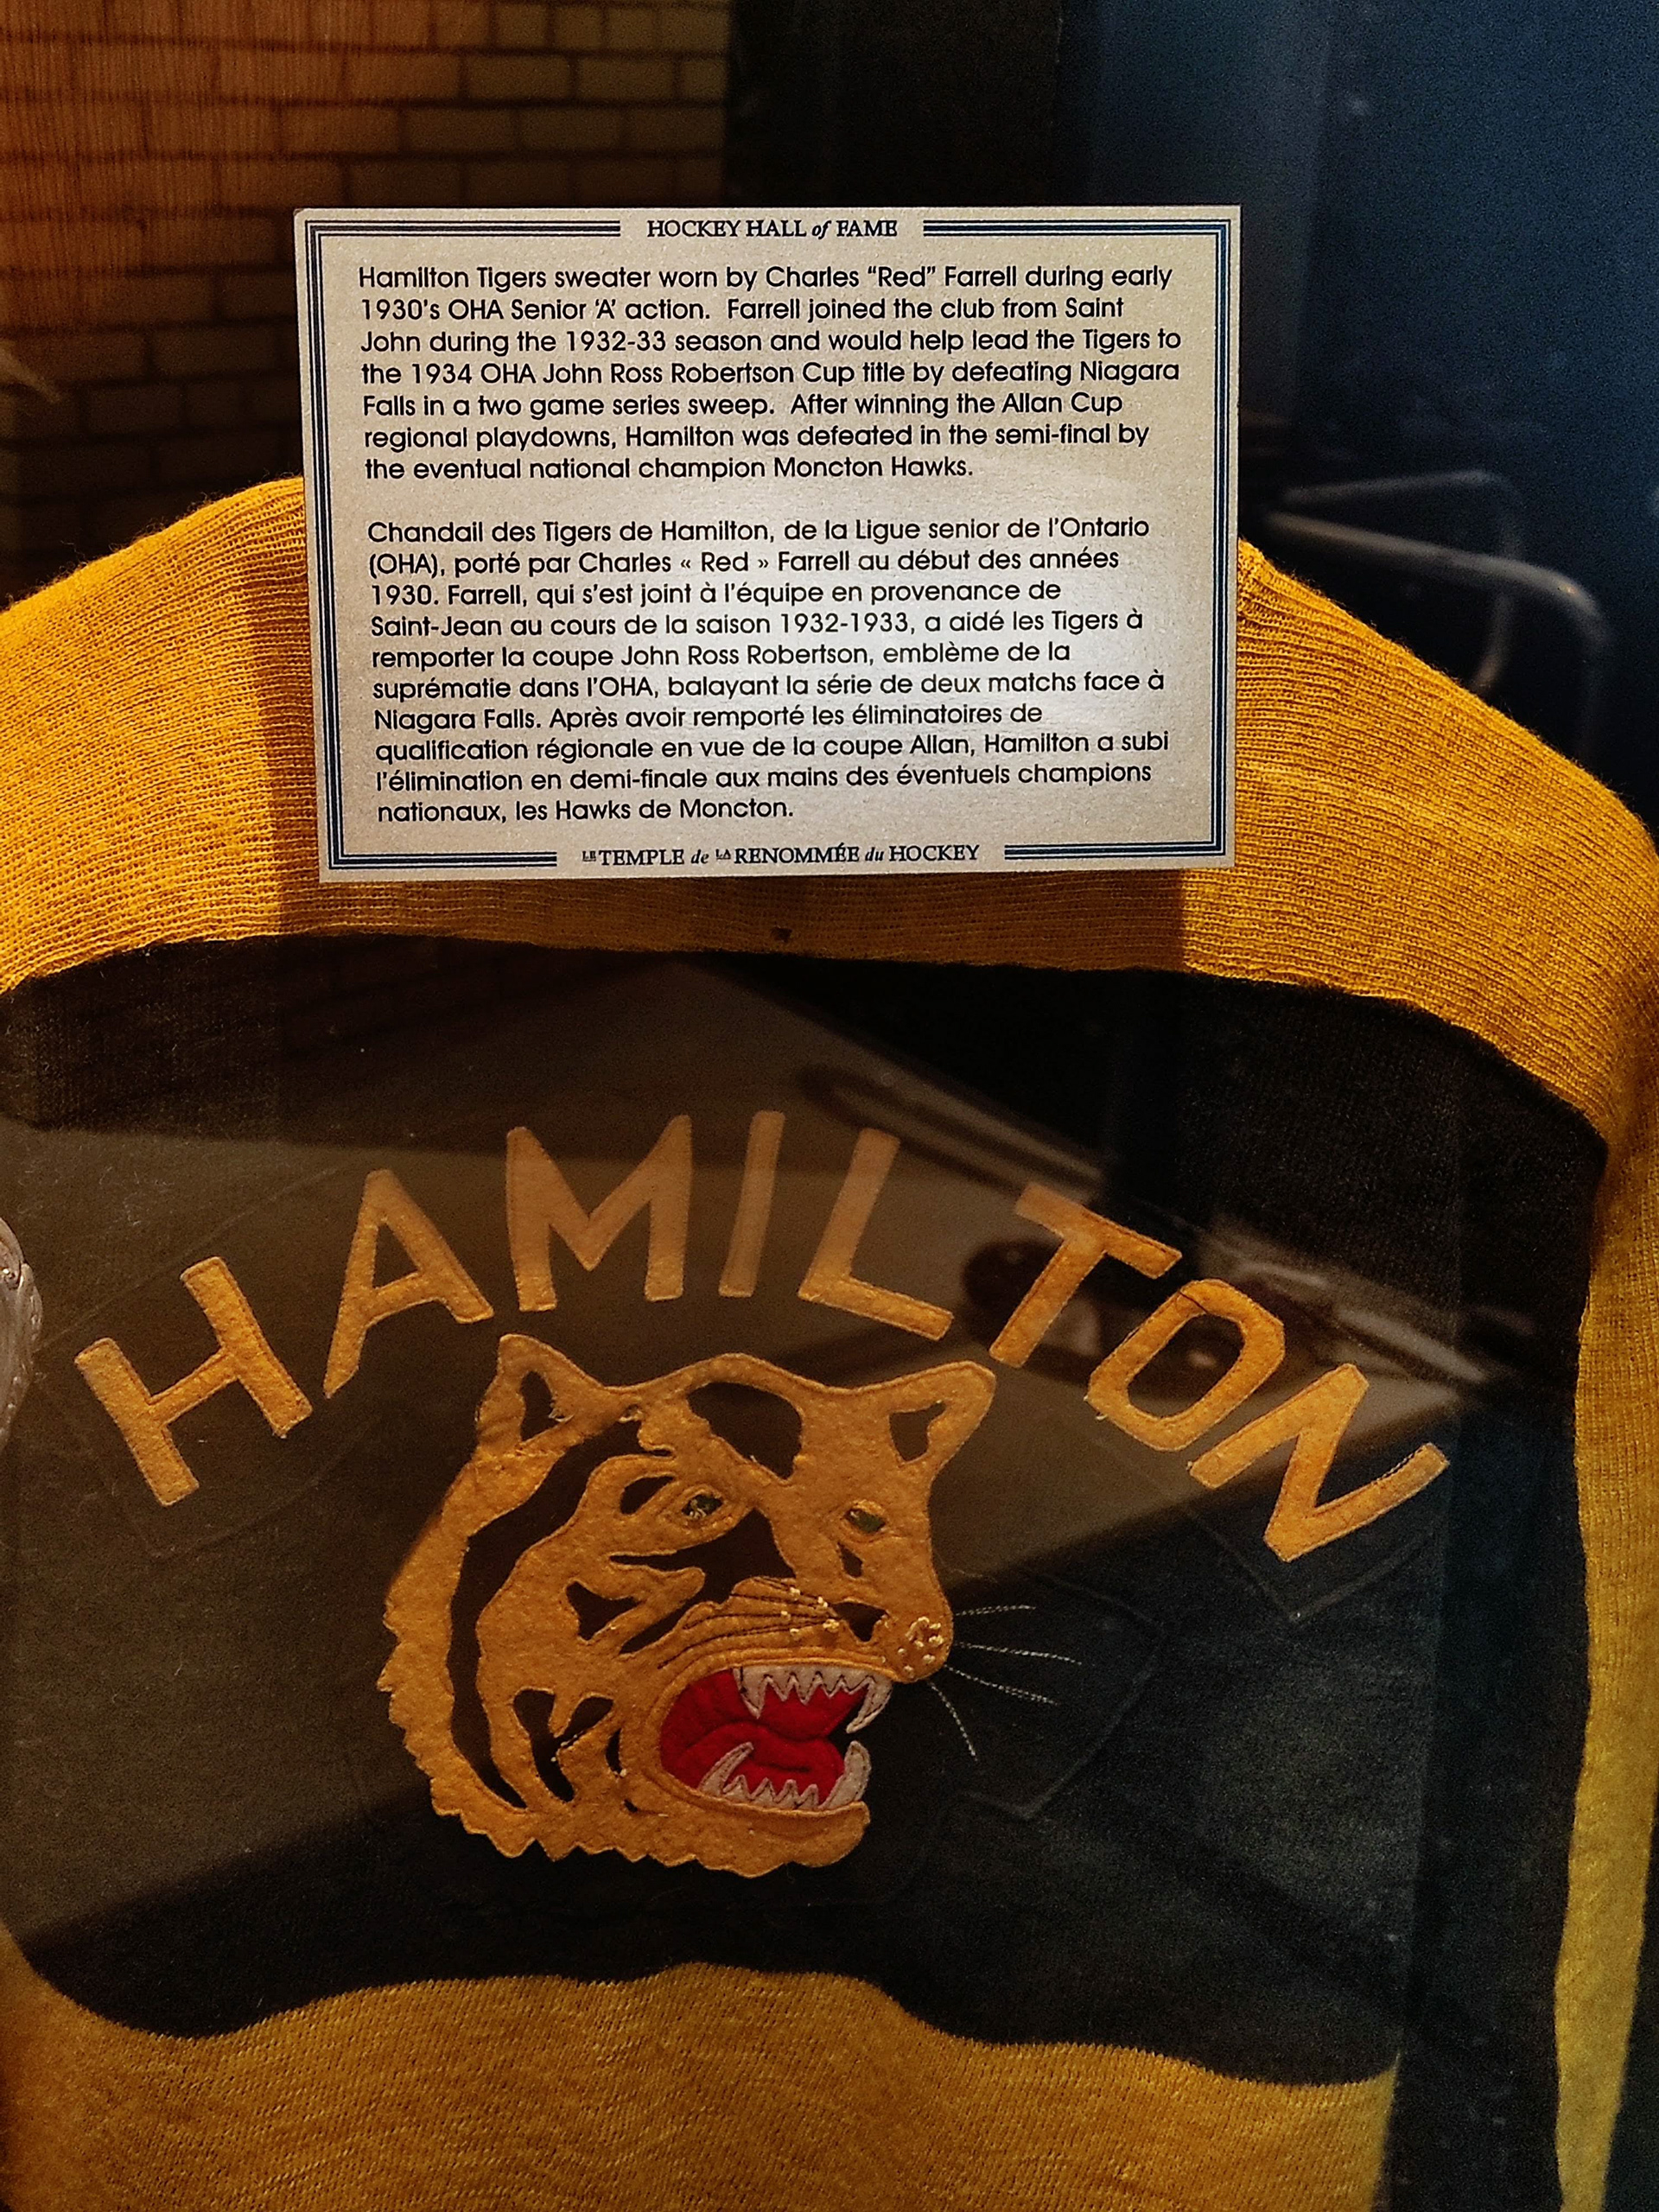 HOCKEY HALL of FAME
Hamilton Tigers sweater worn by Charles “Red” Farrell during early
1930's OHA Senior ‘A’ action. Farrell joined the club from Saint
John during the 1932-33 season and would help lead the Tigers to
the 1934 OHA John Ross Robertson Cup title by defeating Niagara
Falls in a two game series sweep. After winning the Allan Cup
regional playdowns, Hamilton was defeated in the semi-final by
the eventual national champion Moncton Hawks.
Chandail des Tigers de Hamilton, de la Ligue senior de l'Ontario
(OHA), porté par Charles « Red » Farrell au début des années
1930. Farrell, qui s'est joint à l'équipe en provenance de
Saint-Jean au cours de la saison 1932-1933, a aidé les Tigers à
remporter la coupe John Ross Robertson, emblème de la
suprématie dans l'OHA, balayant la série de deux matchs face à
Niagara Falls. Après avoir remporté les éliminatoires de
qualification régionale en vue de la coupe Allan, Hamilton a subi
l'élimination en demi-finale aux mains des éventuels champions
nationaux, les Hawks de Moncton.
LE TEMPLE de LA RENOMMÉE du HOCKEY
HAMILTON